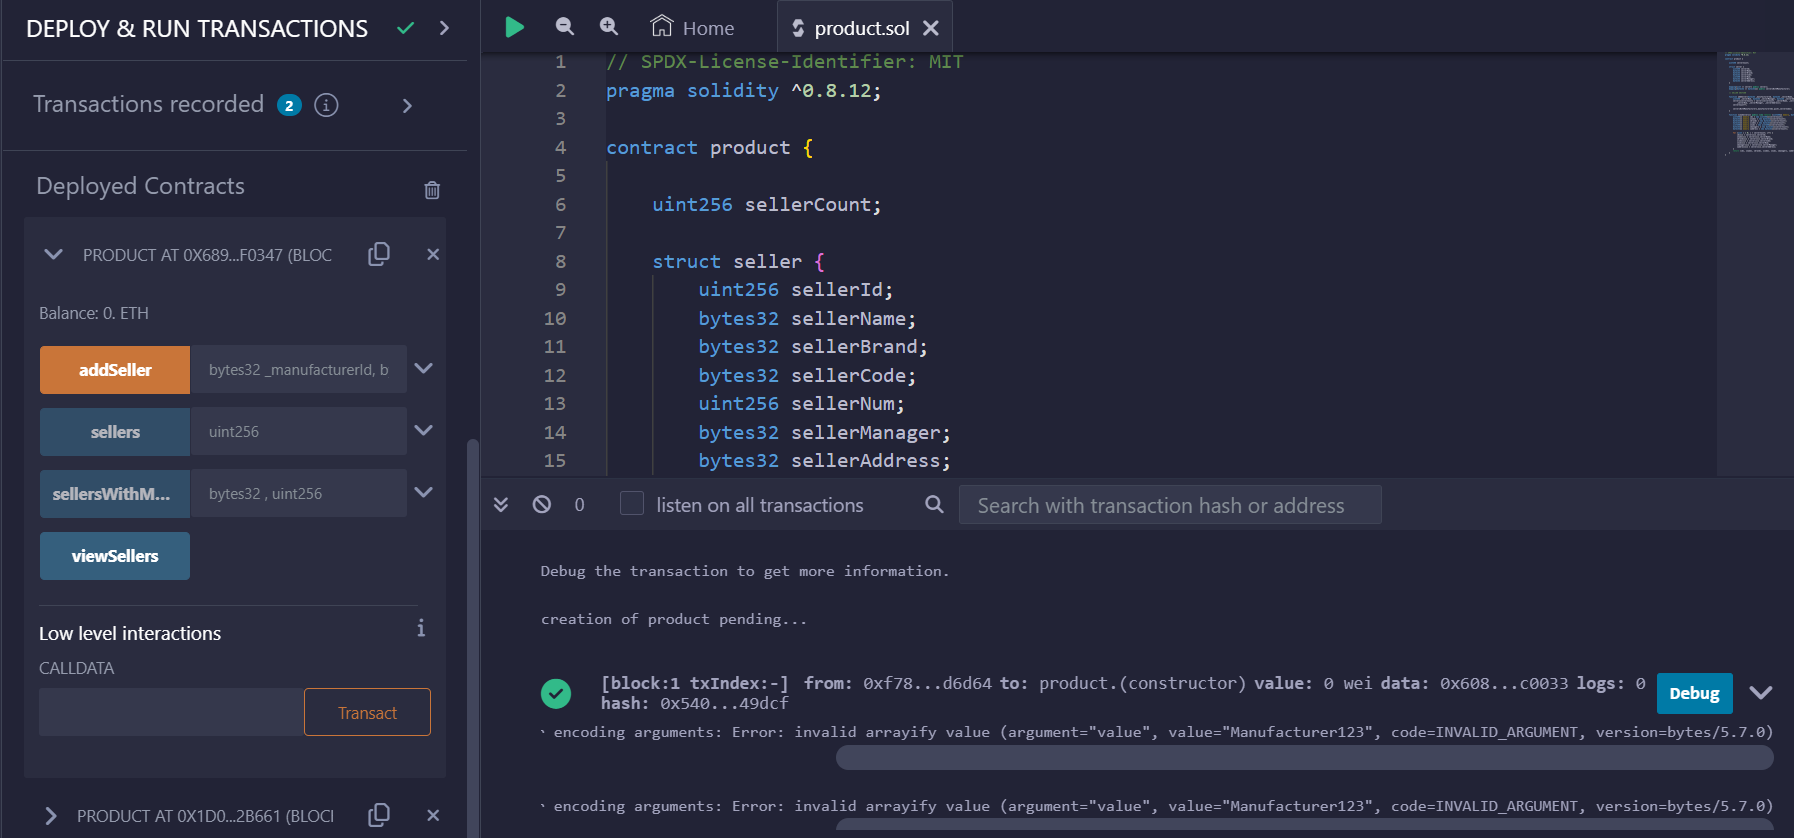 DEPLOY & RUN TRANSACTIONS
Transactions recorded 2
Deployed Contracts
PRODUCT AT 0X689...F0347 (BLOC
Balance: 0. ETH
addSeller bytes32 _manufacturerId, b
sellers uint256
sellersWithM... bytes32 , uint256
viewSellers
Low level interactions
CALLDATA
Transact
PRODUCT AT 0X1D0...2B661 (BLOCI
Home product.sol
1 // SPDX-License-Identifier: MIT
2 pragma solidity ^0.8.12;
3
4 contract product {
5
6 uint256 sellerCount;
7
8 struct seller {
9 uint256 sellerId;
10 bytes32 sellerName;
11 bytes32 sellerBrand;
12 bytes32 sellerCode;
13 uint256 sellerNum;
14 bytes32 sellerManager;
15 bytes32 sellerAddress;
0 listen on all transactions Search with transaction hash or address
Debug the transaction to get more information.
creation of product pending...
[block:1 txIndex:-] from: 0xf78...d6d64 to: product.(constructor) value: 0 wei data: 0x608...c0033 logs: 0
hash: 0x540...49dcf
Debug
encoding arguments: Error: invalid arrayify value (argument="value", value="Manufacturer123", code=INVALID_ARGUMENT, version=bytes/5.7.0)
encoding arguments: Error: invalid arrayify value (argument="value", value="Manufacturer123", code=INVALID_ARGUMENT, version=bytes/5.7.0)